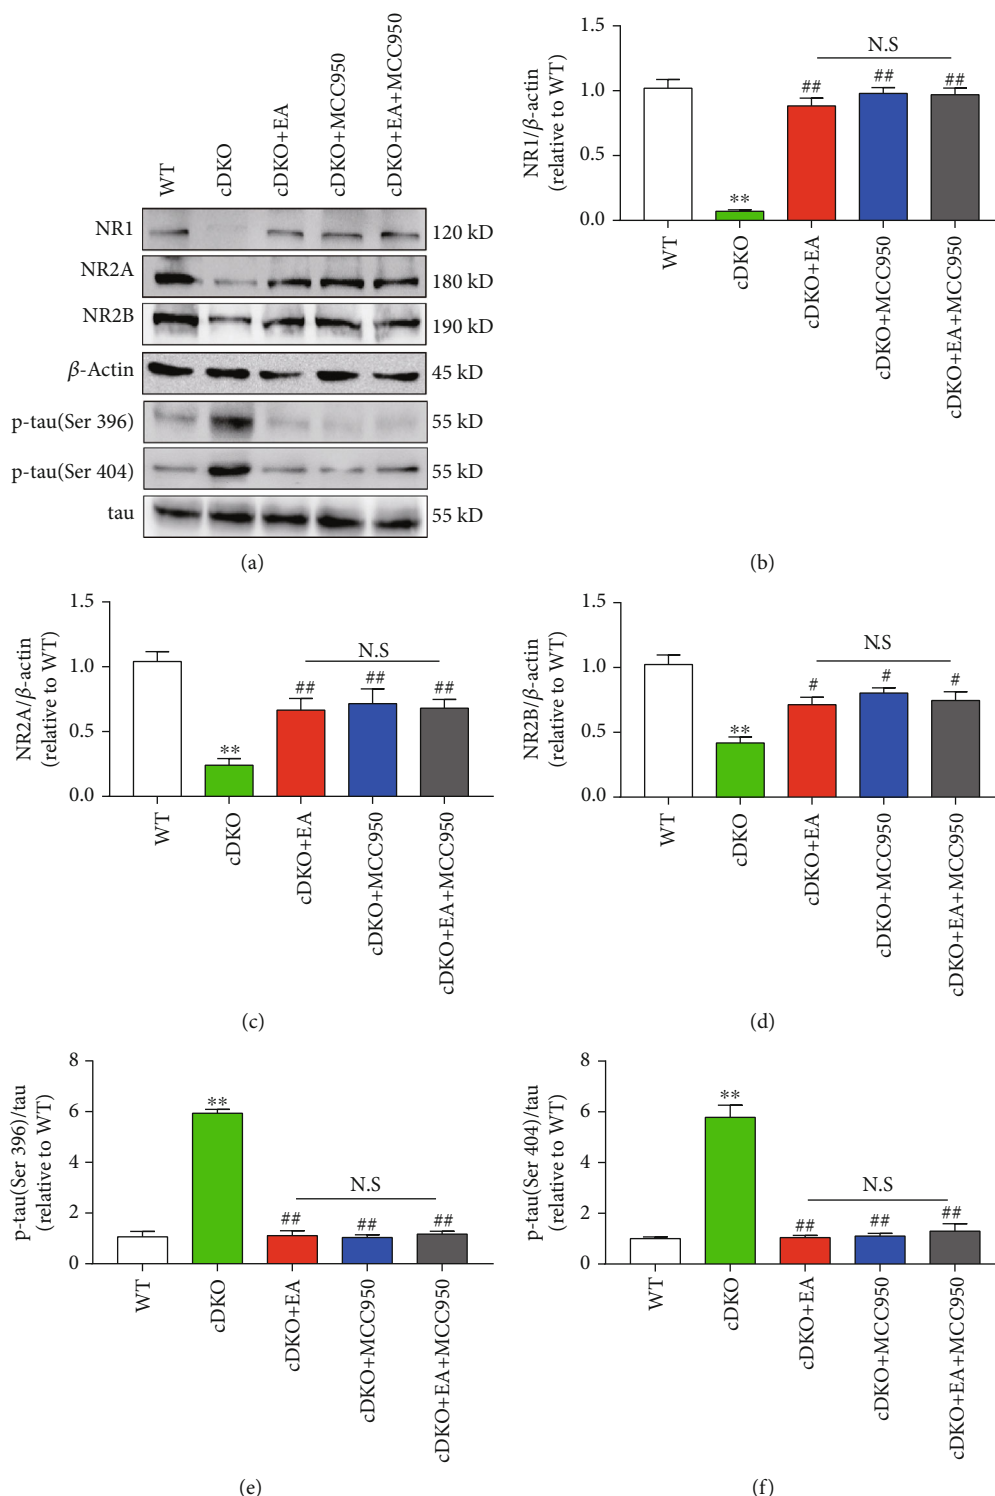 WT
cDKO
cDKO+EA
cDKO+MCC950
cDKO+EA+MCC950
NR1
120 kD
NR2A
180 kD
NR2B
190 kD
β-Actin
45 kD
p-tau(Ser 396)
55 kD
p-tau(Ser 404)
55 kD
tau
55 kD
(a)
NR1/β-actin
(relative to WT)
1.5
1.0
0.5
0.0
**
##
##
##
N.S
WT
cDKO
cDKO+EA
cDKO+MCC950
cDKO+EA+MCC950
(b)
NR2A/β-actin
(relative to WT)
1.5
1.0
0.5
0.0
**
##
##
##
N.S
WT
cDKO
cDKO+EA
cDKO+MCC950
cDKO+EA+MCC950
(c)
NR2B/β-actin
(relative to WT)
1.5
1.0
0.5
0.0
**
#
#
#
N.S
WT
cDKO
cDKO+EA
cDKO+MCC950
cDKO+EA+MCC950
(d)
p-tau(Ser 396)/tau
(relative to WT)
8
6
4
2
0
**
##
##
##
N.S
WT
cDKO
cDKO+EA
cDKO+MCC950
cDKO+EA+MCC950
(e)
p-tau(Ser 404)/tau
(relative to WT)
8
6
4
2
0
**
##
##
##
N.S
WT
cDKO
cDKO+EA
cDKO+MCC950
cDKO+EA+MCC950
(f)